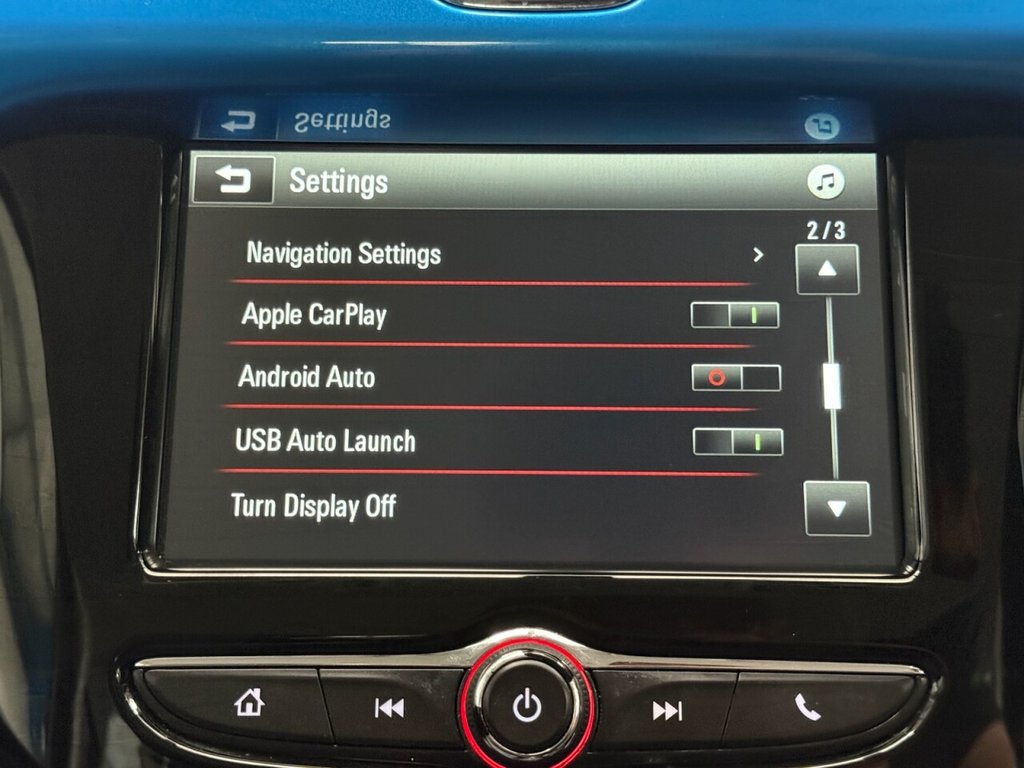 Settings
Settings
2/3
Navigation Settings
Apple CarPlay
Android Auto
USB Auto Launch
Turn Display Off